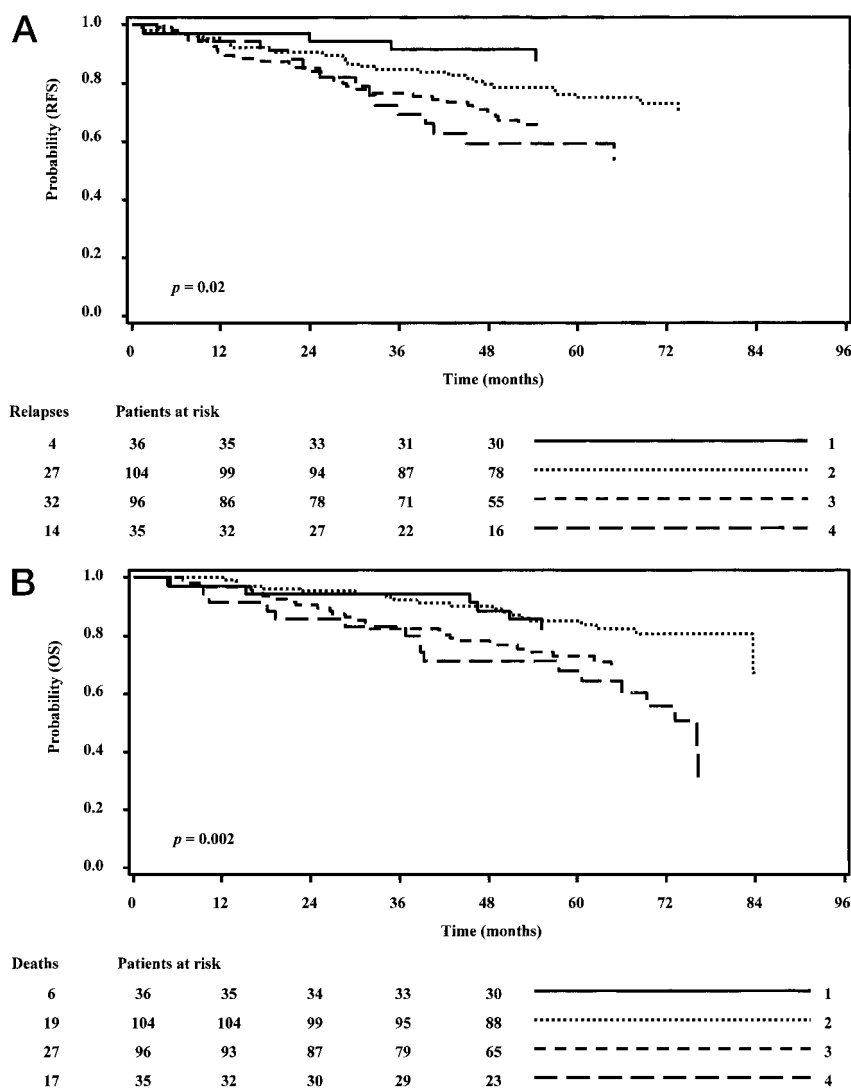 A
Probability (RFS)
1.0
0.8
0.6
0.4
0.2
0.0
p = 0.02
0 12 24 36 48 60 72 84 96
Time (months)
Relapses Patients at risk
4 36 35 33 31 30 1
27 104 99 94 87 78 2
32 96 86 78 71 55 3
14 35 32 27 22 16 4
B
Probability (OS)
1.0
0.8
0.6
0.4
0.2
0.0
p = 0.002
0 12 24 36 48 60 72 84 96
Time (months)
Deaths Patients at risk
6 36 35 34 33 30 1
19 104 104 99 95 88 2
27 96 93 87 79 65 3
17 35 32 30 29 23 4